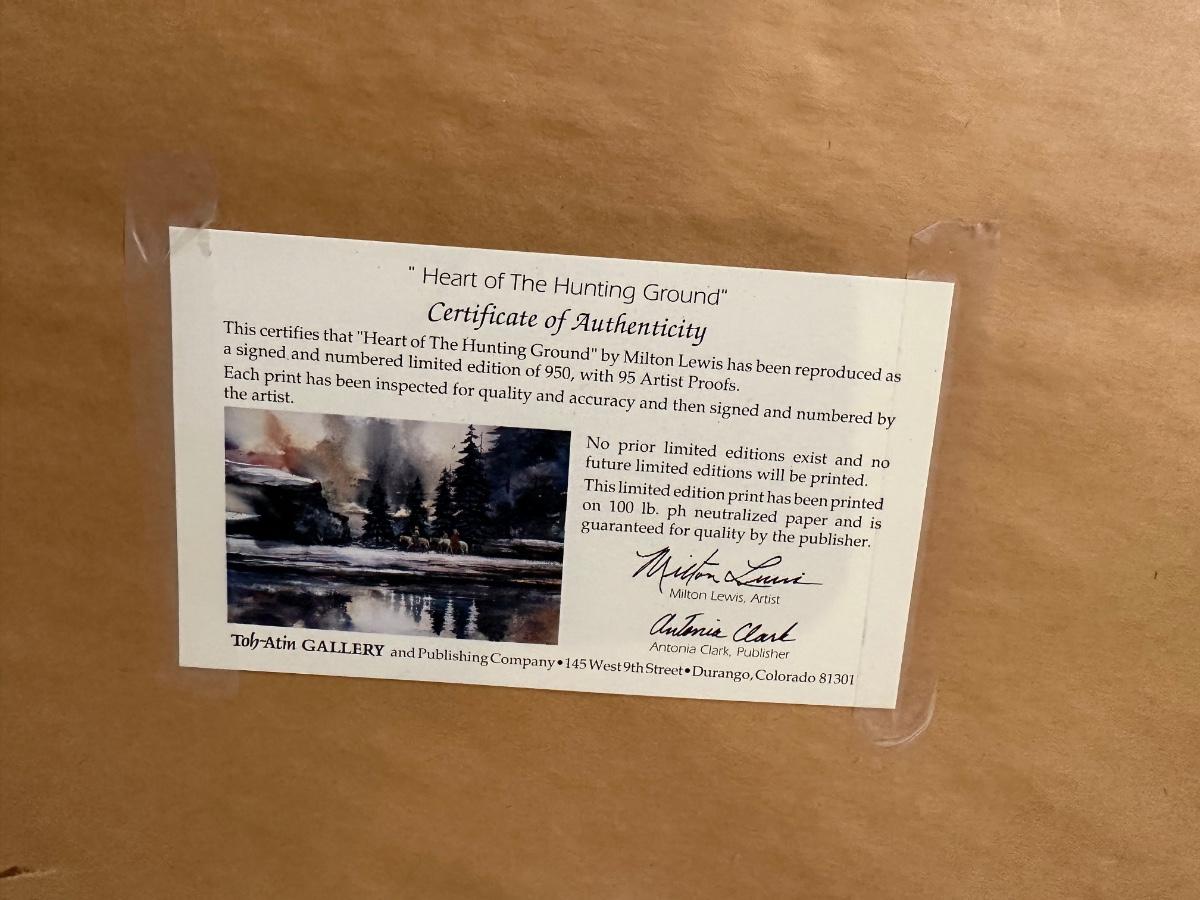 " Heart of The Hunting Ground"
Certificate of Authenticity
This certifies that "Heart of The Hunting Ground" by Milton Lewis has been reproduced as
a signed and numbered limited edition of 950, with 95 Artist Proofs.
Each print has been inspected for quality and accuracy and then signed and numbered by
the artist.
No prior limited editions exist and no
future limited editions will be printed.
This limited edition print has been printed
on 100 lb. ph neutralized paper and is
guaranteed for quality by the publisher.
Milton Lewis
Milton Lewis, Artist
Antonia Clark
Antonia Clark, Publisher
Toh-Atin GALLERY and Publishing Company•145 West 9th Street•Durango, Colorado 81301